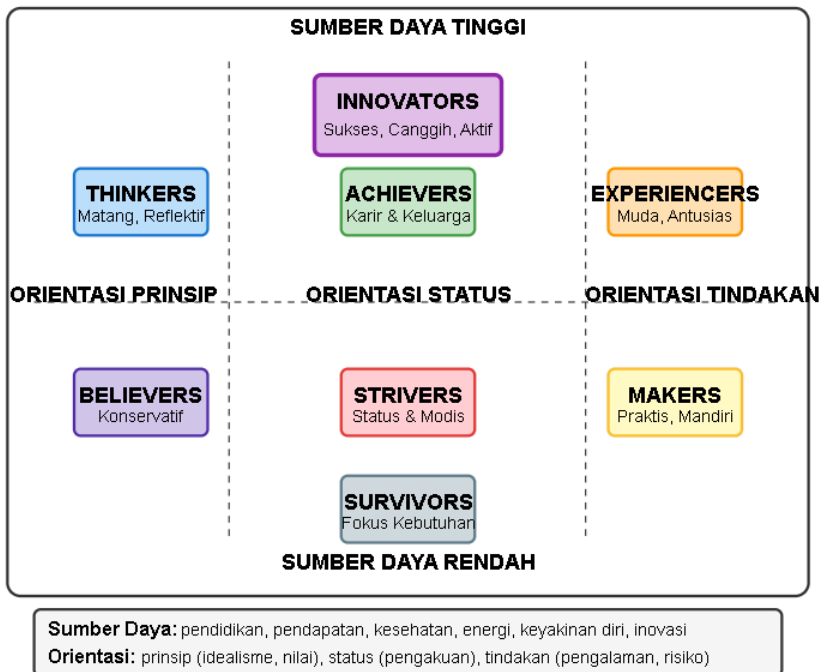 SUMBER DAYA TINGGI
INNOVATORS
Sukses, Canggih, Aktif
THINKERS
Matang, Reflektif
ACHIEVERS
Karir & Keluarga
EXPERIENCERS
Muda, Antusias
ORIENTASI PRINSIP
ORIENTASI STATUS
ORIENTASI TINDAKAN
BELIEVERS
Konservatif
STRIVERS
Status & Modis
MAKERS
Praktis, Mandiri
SURVIVORS
Fokus Kebutuhan
SUMBER DAYA RENDAH
Sumber Daya: pendidikan, pendapatan, kesehatan, energi, keyakinan diri, inovasi
Orientasi: prinsip (idealisme, nilai), status (pengakuan), tindakan (pengalaman, risiko)